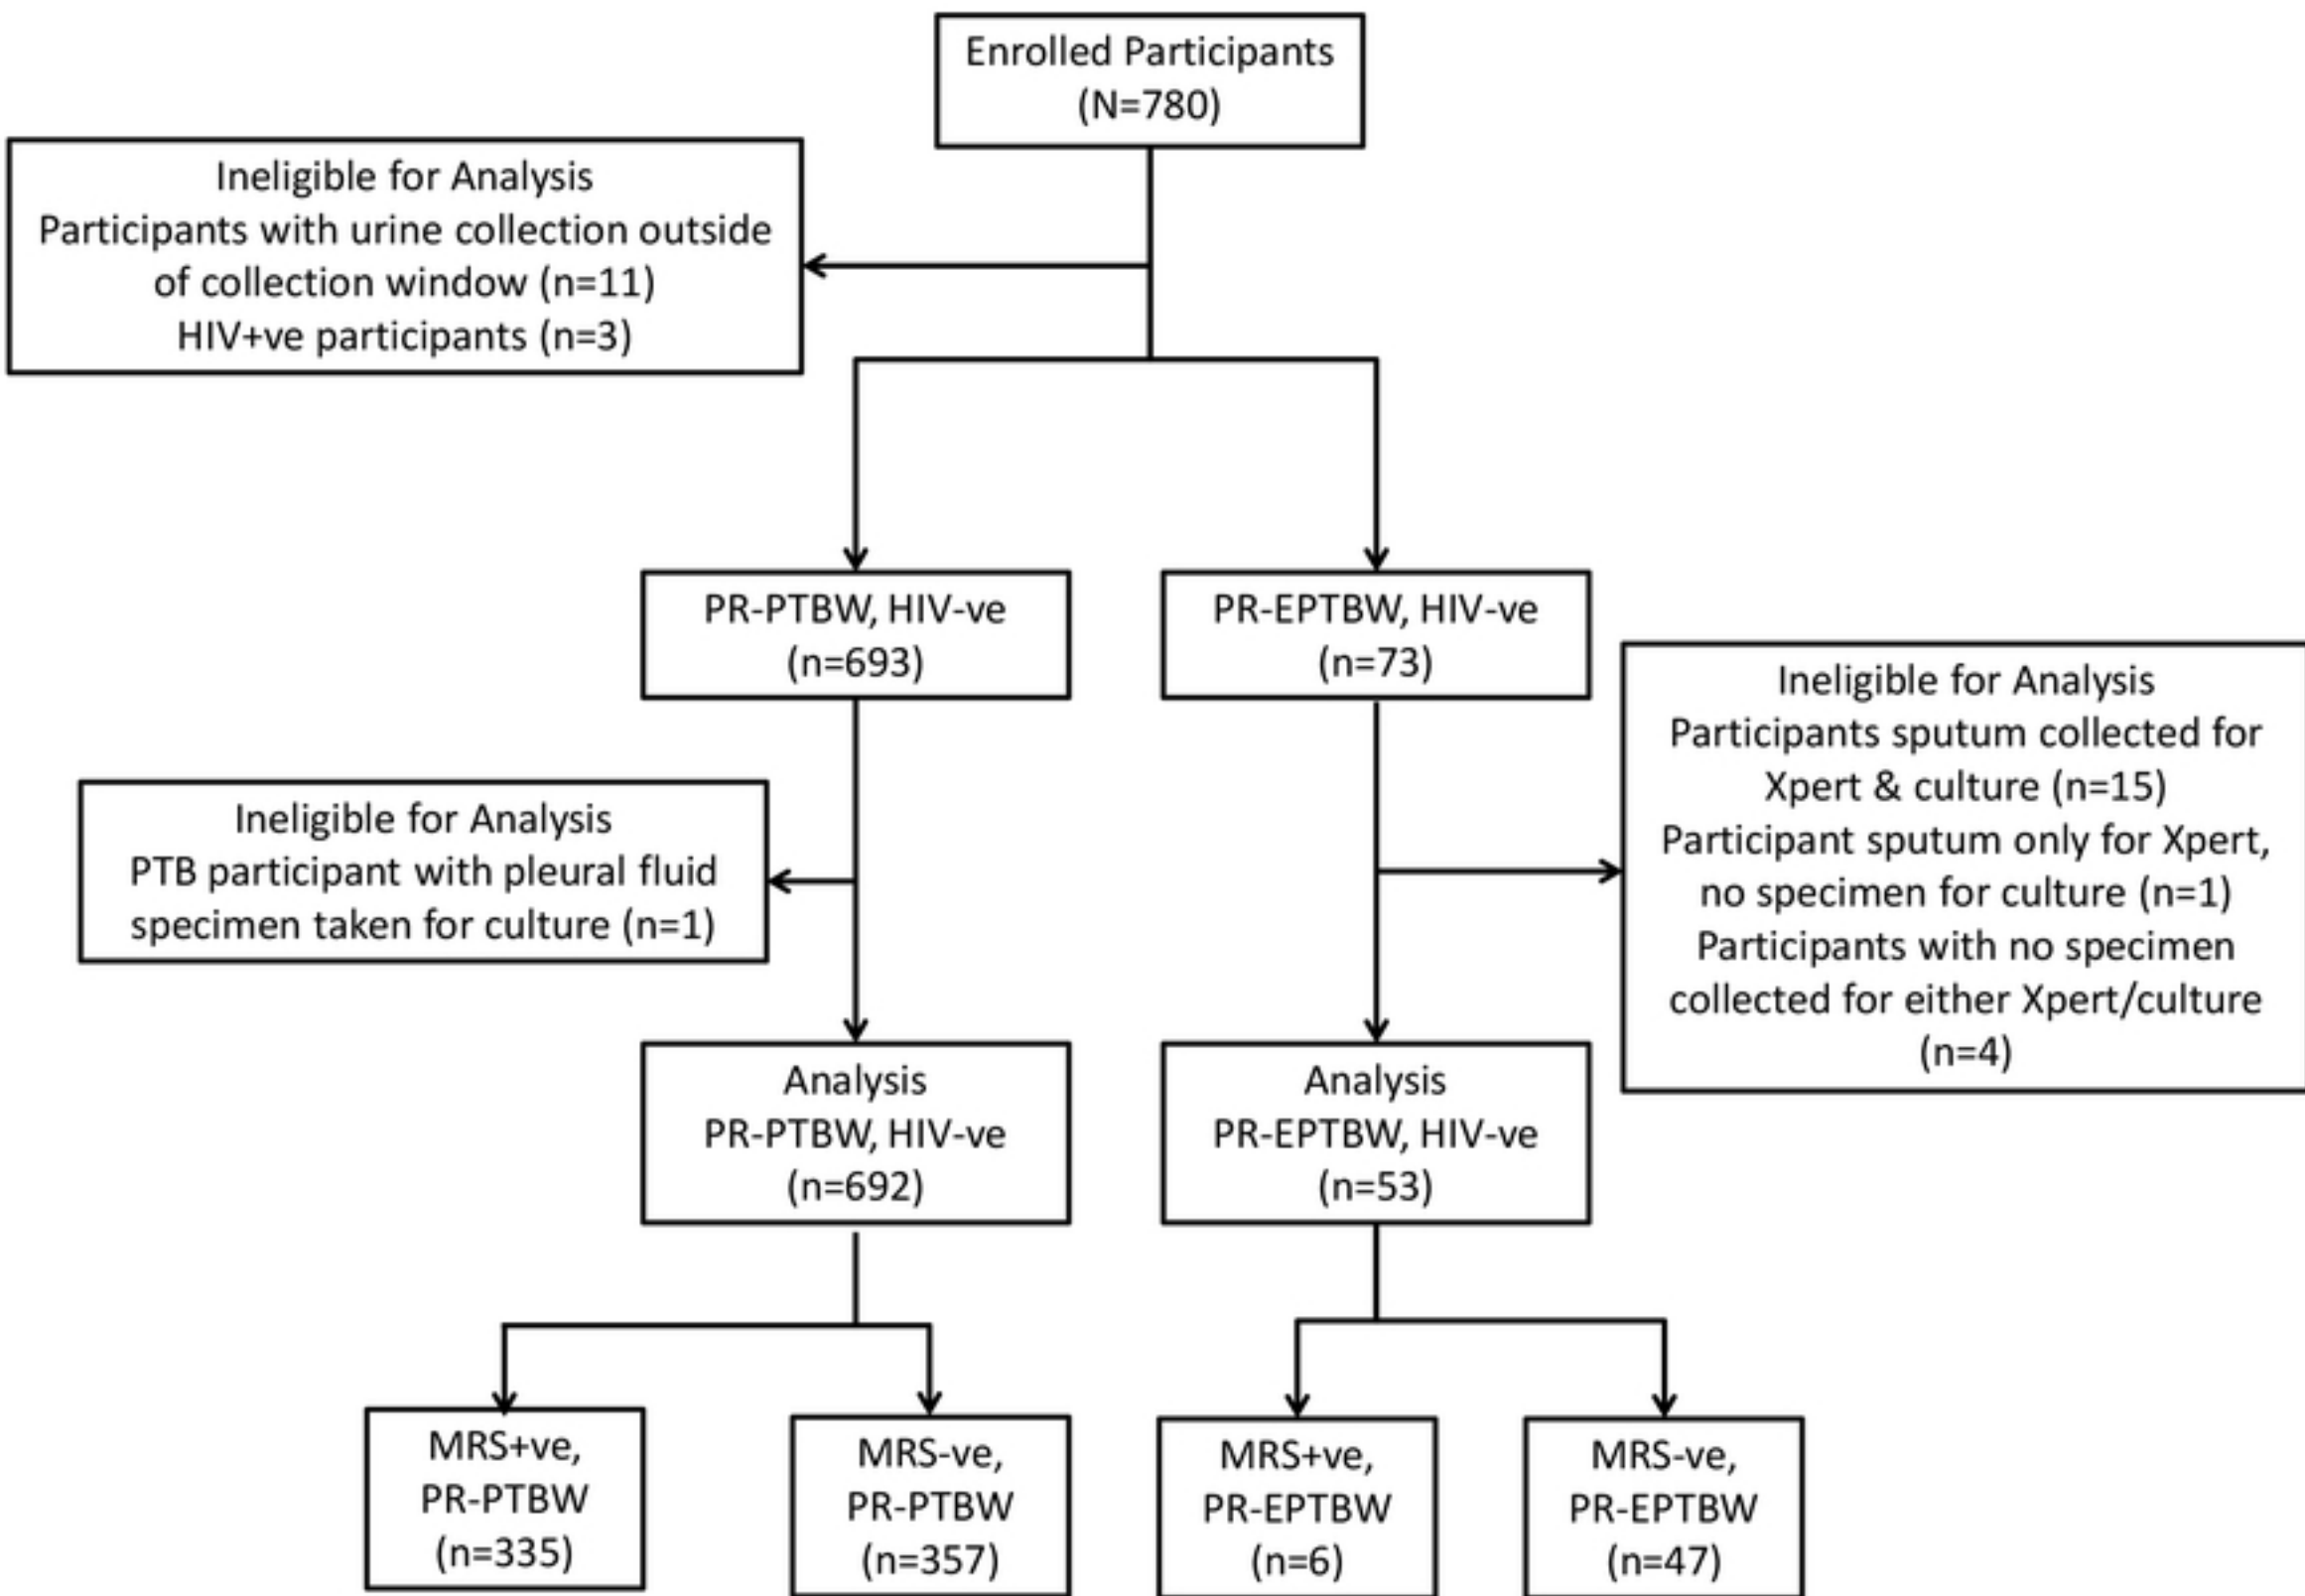 Enrolled Participants
(N=780)
Ineligible for Analysis
Participants with urine collection outside
of collection window (n=11)
HIV+ve participants (n=3)
PR-PTBW, HIV-ve
(n=693)
PR-EPTBW, HIV-ve
(n=73)
Ineligible for Analysis
PTB participant with pleural fluid
specimen taken for culture (n=1)
Ineligible for Analysis
Participants sputum collected for
Xpert & culture (n=15)
Participant sputum only for Xpert,
no specimen for culture (n=1)
Participants with no specimen
collected for either Xpert/culture
(n=4)
Analysis
PR-PTBW, HIV-ve
(n=692)
Analysis
PR-EPTBW, HIV-ve
(n=53)
MRS+ve,
PR-PTBW
(n=335)
MRS-ve,
PR-PTBW
(n=357)
MRS+ve,
PR-EPTBW
(n=6)
MRS-ve,
PR-EPTBW
(n=47)